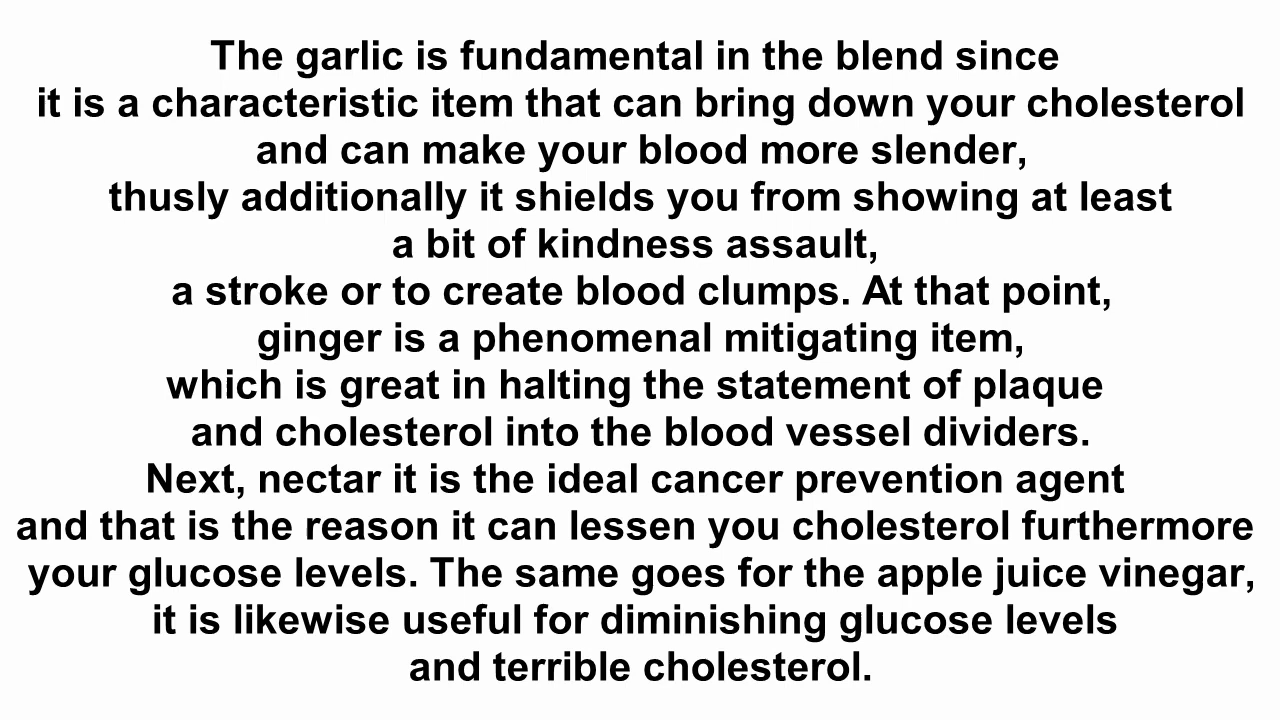 The garlic is fundamental in the blend since
it is a characteristic item that can bring down your cholesterol
and can make your blood more slender,
thusly additionally it shields you from showing at least
a bit of kindness assault,
a stroke or to create blood clumps. At that point,
ginger is a phenomenal mitigating item,
which is great in halting the statement of plaque
and cholesterol into the blood vessel dividers.
Next, nectar it is the ideal cancer prevention agent
and that is the reason it can lessen you cholesterol furthermore
your glucose levels. The same goes for the apple juice vinegar,
it is likewise useful for diminishing glucose levels
and terrible cholesterol.